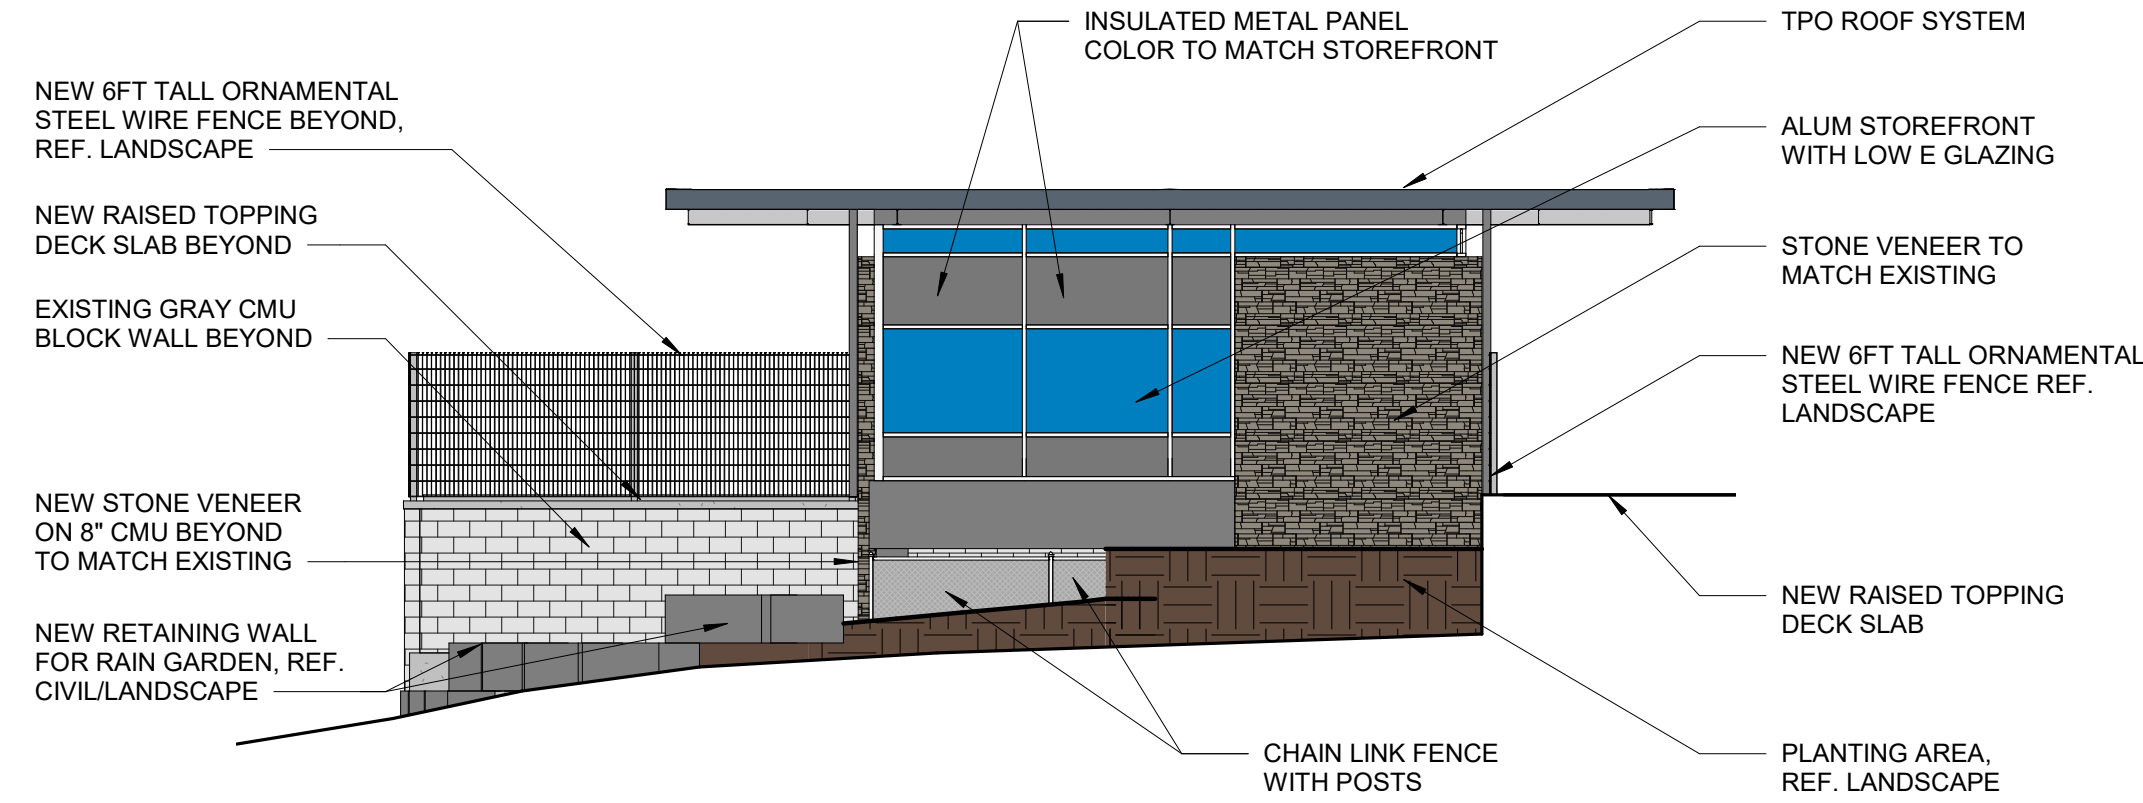 INSULATED METAL PANEL
COLOR TO MATCH STOREFRONT
TPO ROOF SYSTEM
NEW 6FT TALL ORNAMENTAL
STEEL WIRE FENCE BEYOND,
REF. LANDSCAPE
ALUM STOREFRONT
WITH LOW E GLAZING
NEW RAISED TOPPING
DECK SLAB BEYOND
STONE VENEER TO
MATCH EXISTING
EXISTING GRAY CMU
BLOCK WALL BEYOND
NEW 6FT TALL ORNAMENTAL
STEEL WIRE FENCE REF.
LANDSCAPE
NEW STONE VENEER
ON 8" CMU BEYOND
TO MATCH EXISTING
NEW RAISED TOPPING
DECK SLAB
NEW RETAINING WALL
FOR RAIN GARDEN, REF.
CIVIL/LANDSCAPE
CHAIN LINK FENCE
WITH POSTS
PLANTING AREA,
REF. LANDSCAPE